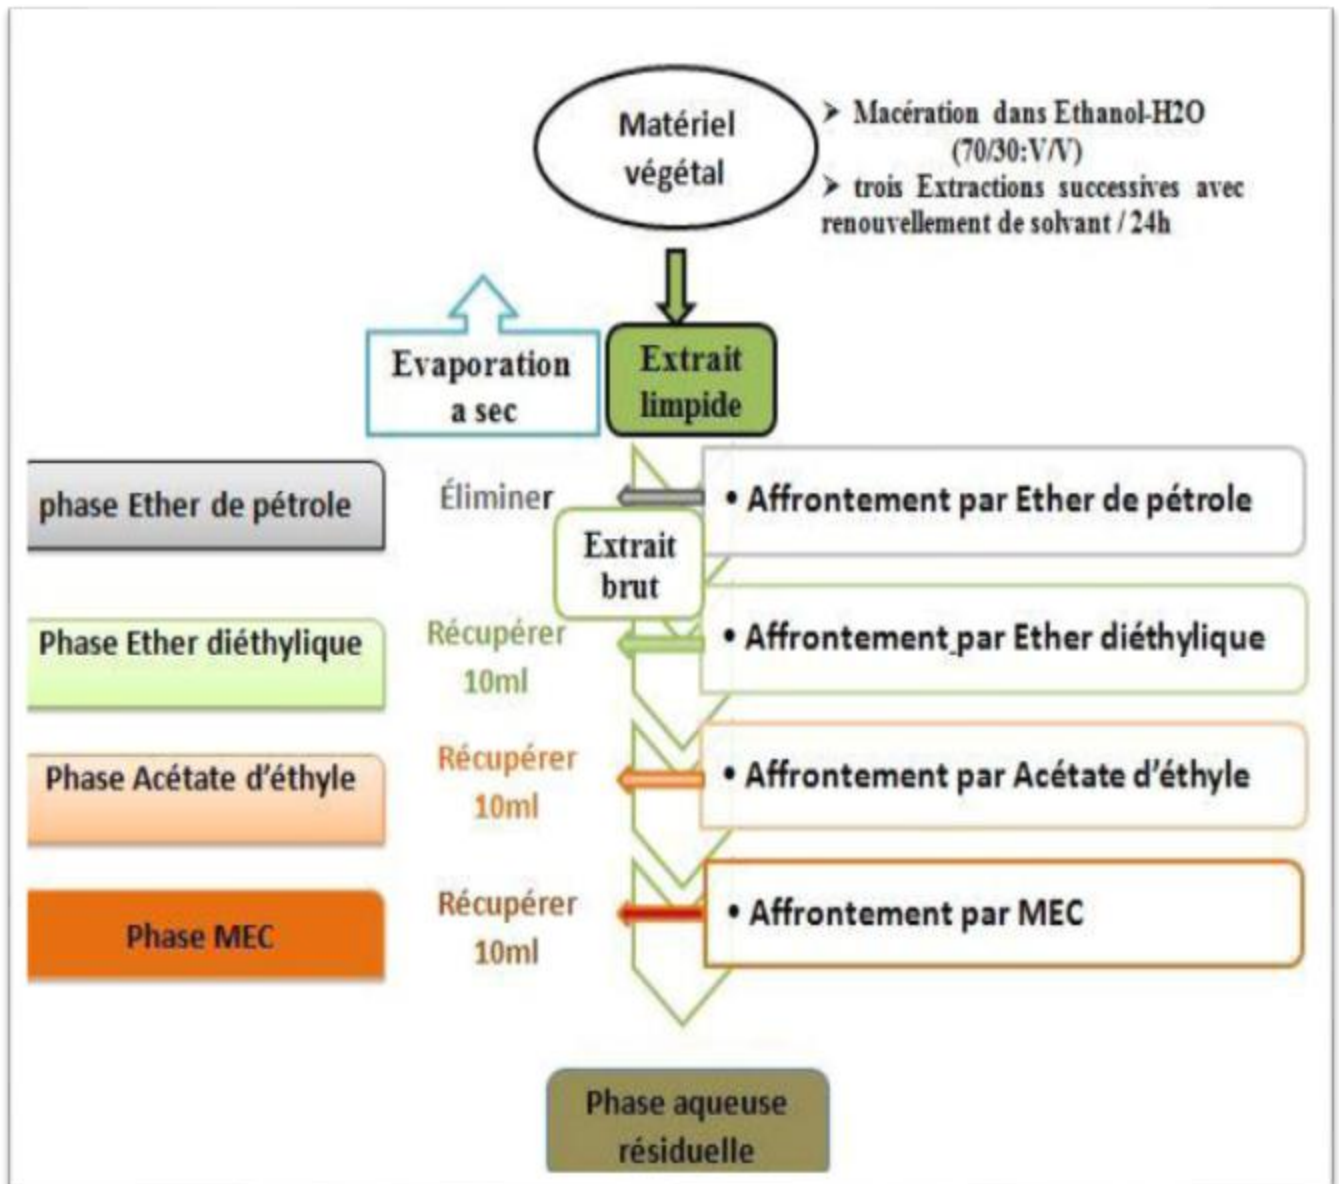 Matériel
végétal
➢ Macération dans Ethanol-H2O
(70/30:V/V)
➢ trois Extractions successives avec
renouvellement de solvant / 24h
Evaporation
a sec
Extrait
limpide
phase Ether de pétrole
Éliminer
• Affrontement par Ether de pétrole
Extrait
brut
Phase Ether diéthylique
Récupérer
10ml
• Affrontement par Ether diéthylique
Phase Acétate d’éthyle
Récupérer
10ml
• Affrontement par Acétate d’éthyle
Phase MEC
Récupérer
10ml
• Affrontement par MEC
Phase aqueuse
résiduelle